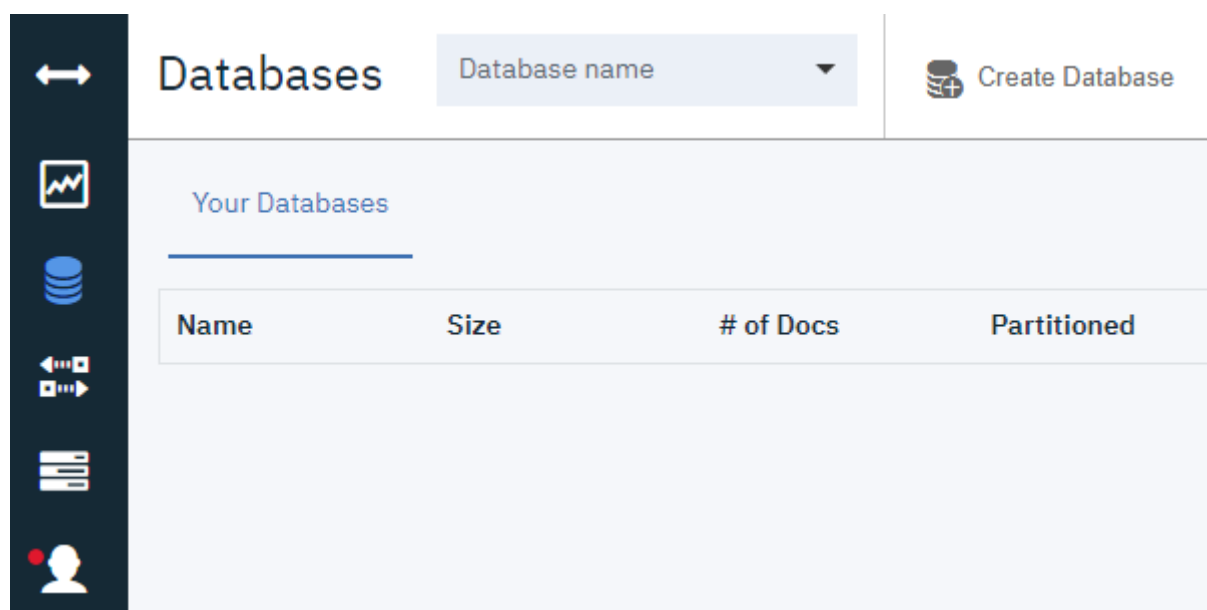 Databases
Database name
Create Database
Your Databases
Name Size # of Docs Partitioned